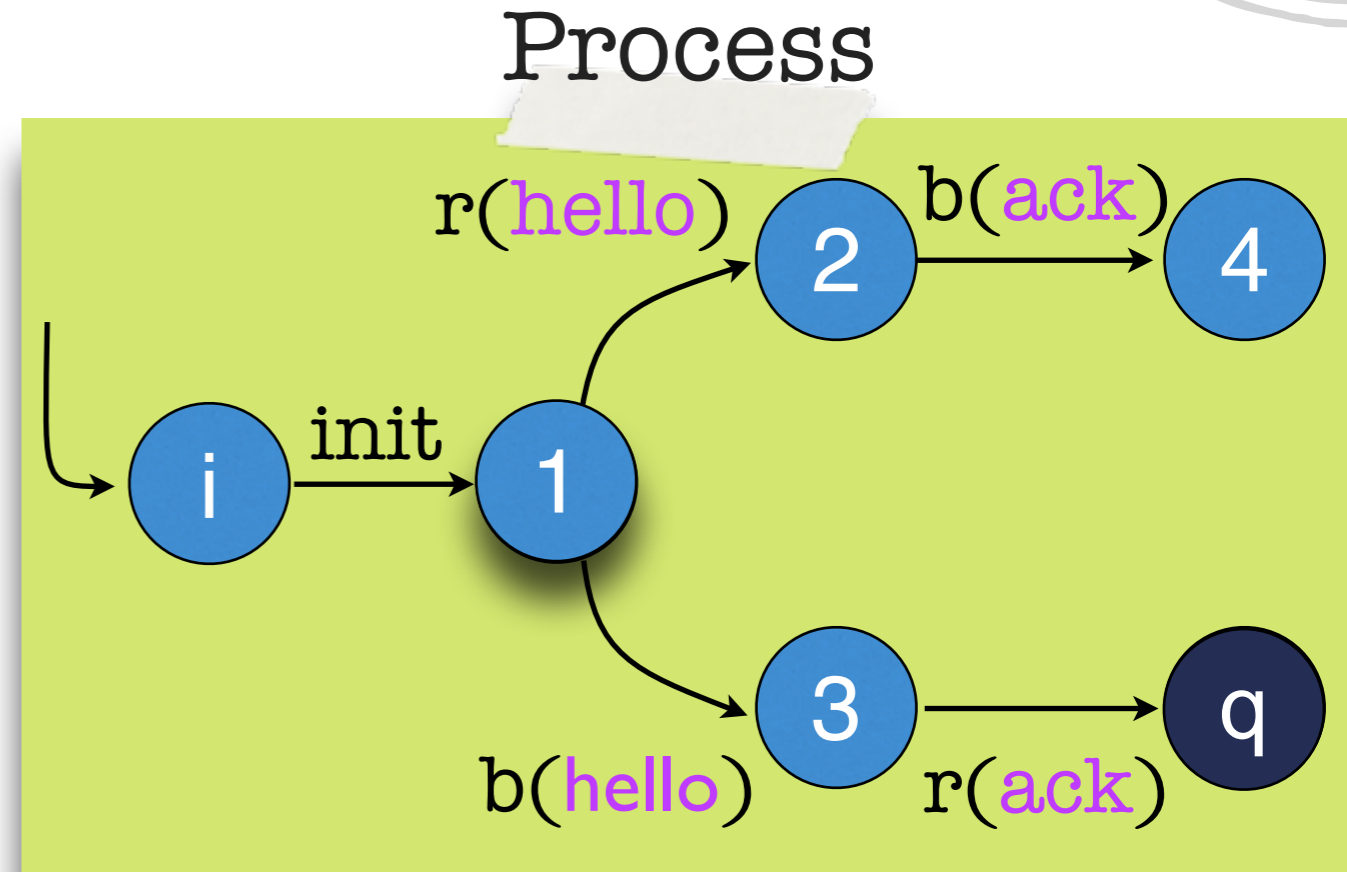 Process
r(hello)
b(ack)
2
4
init
i
1
3
q
b(hello)
r(ack)